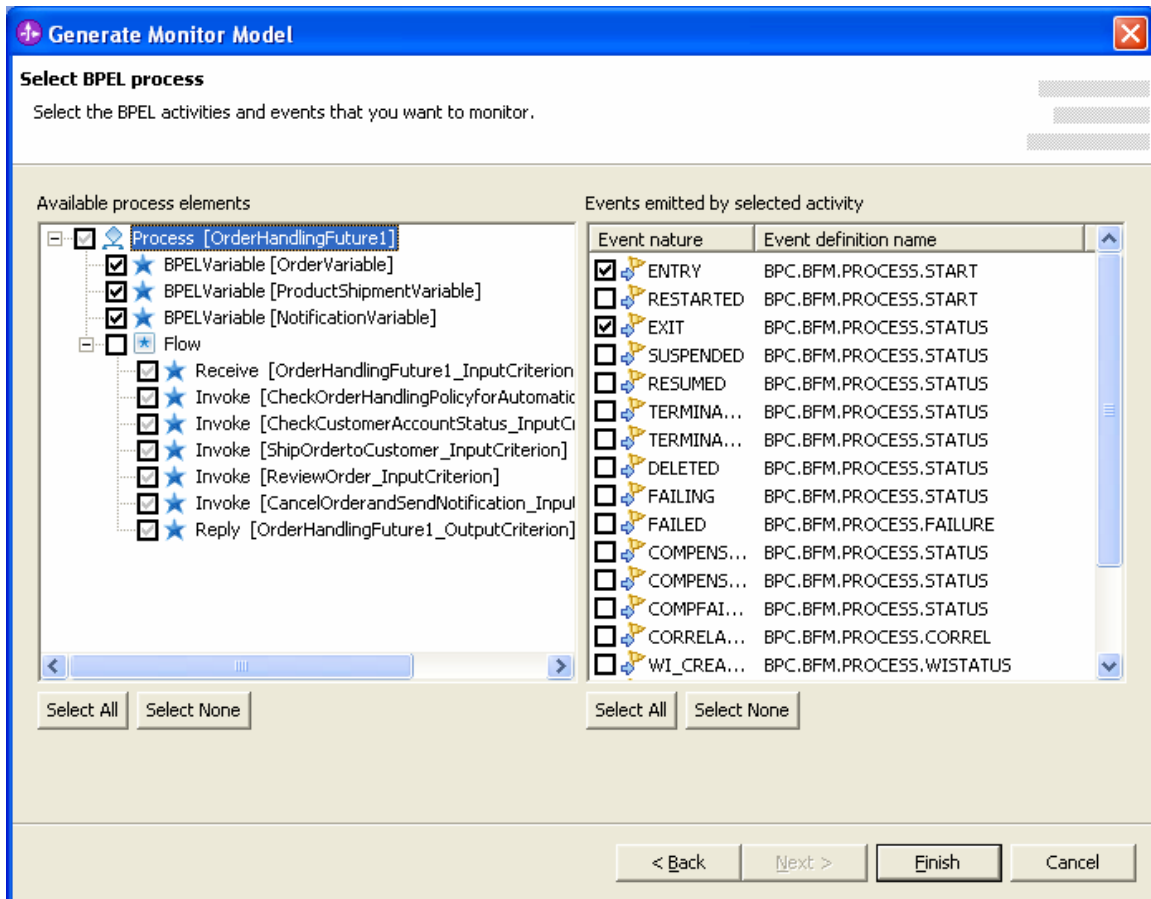 Generate Monitor Model
Select BPEL process
Select the BPEL activities and events that you want to monitor.
Available process elements
Process [OrderHandlingFuture1]
BPELVariable [OrderVariable]
BPELVariable [ProductShipmentVariable]
BPELVariable [NotificationVariable]
Flow
Receive [OrderHandlingFuture1_InputCriterion
Invoke [CheckOrderHandlingPolicyforAutomatic
Invoke [CheckCustomerAccountStatus_InputCr
Invoke [ShipOrdertoCustomer_InputCriterion]
Invoke [ReviewOrder_InputCriterion]
Invoke [CancelOrderandSendNotification_Input
Reply [OrderHandlingFuture1_OutputCriterion]
Select All Select None
Events emitted by selected activity
Event nature Event definition name
ENTRY BPC.BFM.PROCESS.START
RESTARTED BPC.BFM.PROCESS.START
EXIT BPC.BFM.PROCESS.STATUS
SUSPENDED BPC.BFM.PROCESS.STATUS
RESUMED BPC.BFM.PROCESS.STATUS
TERMINA... BPC.BFM.PROCESS.STATUS
TERMINA... BPC.BFM.PROCESS.STATUS
DELETED BPC.BFM.PROCESS.STATUS
FAILING BPC.BFM.PROCESS.STATUS
FAILED BPC.BFM.PROCESS.FAILURE
COMPENS... BPC.BFM.PROCESS.STATUS
COMPENS... BPC.BFM.PROCESS.STATUS
COMPFAI... BPC.BFM.PROCESS.STATUS
CORRELA... BPC.BFM.PROCESS.CORREL
WI_CREA... BPC.BFM.PROCESS.WISTATUS
Select All Select None
< Back Next > Finish Cancel